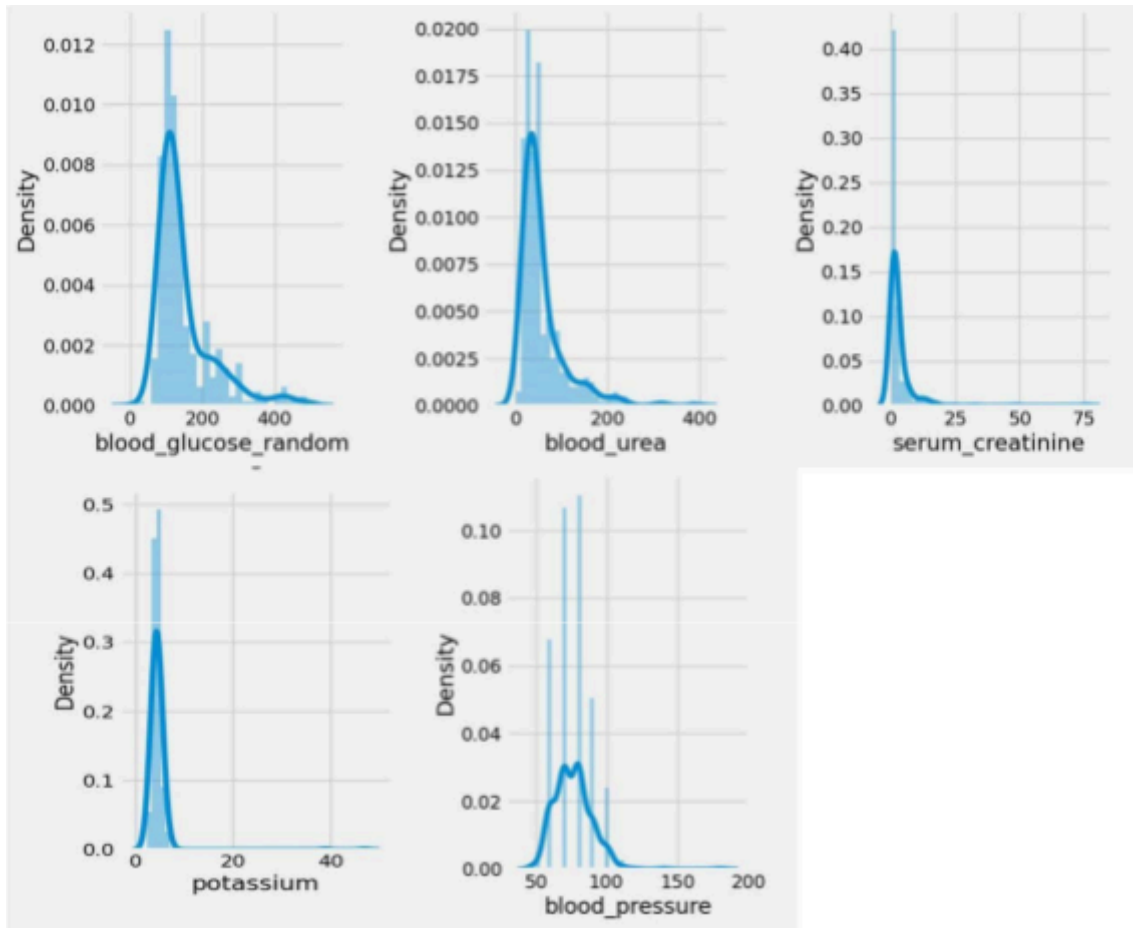 0.012
0.010
0.008
0.006
0.004
0.002
0.000
Density
0 200 400
blood_glucose_random
0.0200
0.0175
0.0150
0.0125
0.0100
0.0075
0.0050
0.0025
0.0000
Density
0 200 400
blood_urea
0.40
0.35
0.30
0.25
0.20
0.15
0.10
0.05
0.00
Density
0 25 50 75
serum_creatinine
0.5
0.4
0.3
0.2
0.1
0.0
Density
0 20 40
potassium
0.10
0.08
0.06
0.04
0.02
0.00
Density
50 100 150 200
blood_pressure